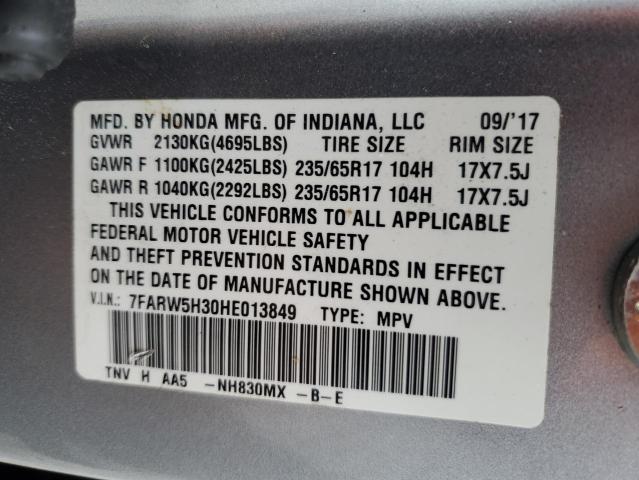 MFD. BY HONDA MFG. OF INDIANA, LLC 09/'17
GVWR 2130KG(4695LBS) TIRE SIZE RIM SIZE
GAWR F 1100KG(2425LBS) 235/65R17 104H 17X7.5J
GAWR R 1040KG(2292LBS) 235/65R17 104H 17X7.5J
THIS VEHICLE CONFORMS TO ALL APPLICABLE
FEDERAL MOTOR VEHICLE SAFETY
AND THEFT PREVENTION STANDARDS IN EFFECT
ON THE DATE OF MANUFACTURE SHOWN ABOVE.
V.I.N.: 7FARW5H30HE013849 TYPE: MPV
TNV H AA5 -NH830MX -B-E